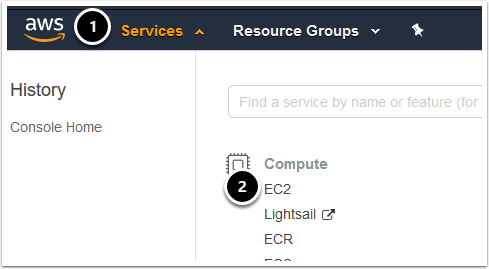 aws 1 Services Resource Groups
History
Console Home
Find a service by name or feature (for
Compute
2 EC2
Lightsail
ECR